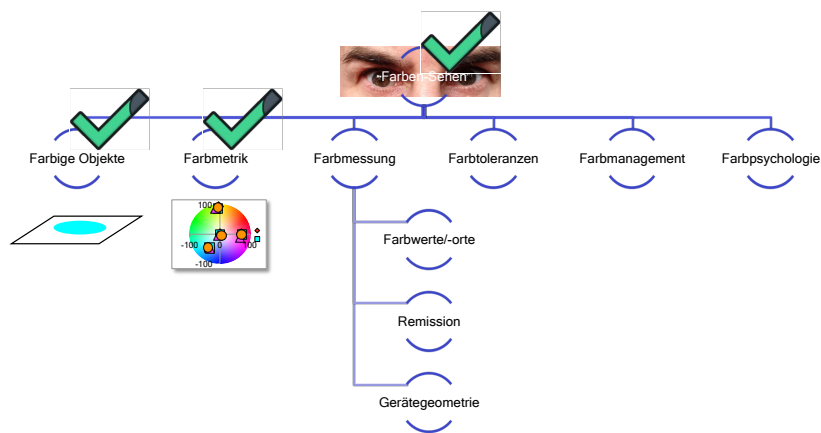 -Farben-Sehen
Farbige Objekte
Farbmetrik
Farbmessung
Farbtoleranzen
Farbmanagement
Farbpsychologie
100
-100 0 100
-100
Farbwerte/-orte
Remission
Gerätegeometrie